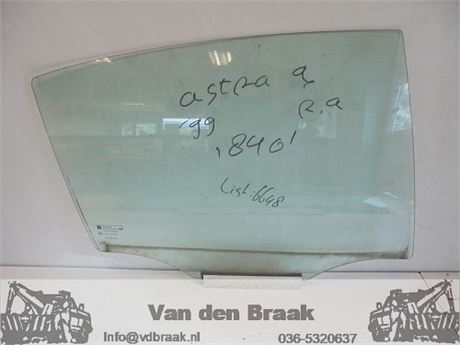 astra g
'99 R.a
'840'
List: 6648
Van den Braak
Info@vdbraak.nl 036-5320637